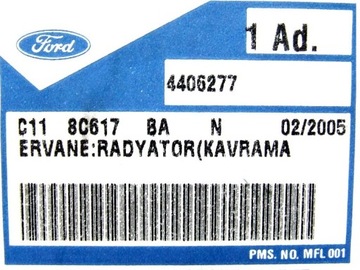 Ford
1 Ad.
4406277
C11 8C617 BA N 02/2005
ERVANE:RADYATOR(KAVRAMA
PMS. NO. MFL 001